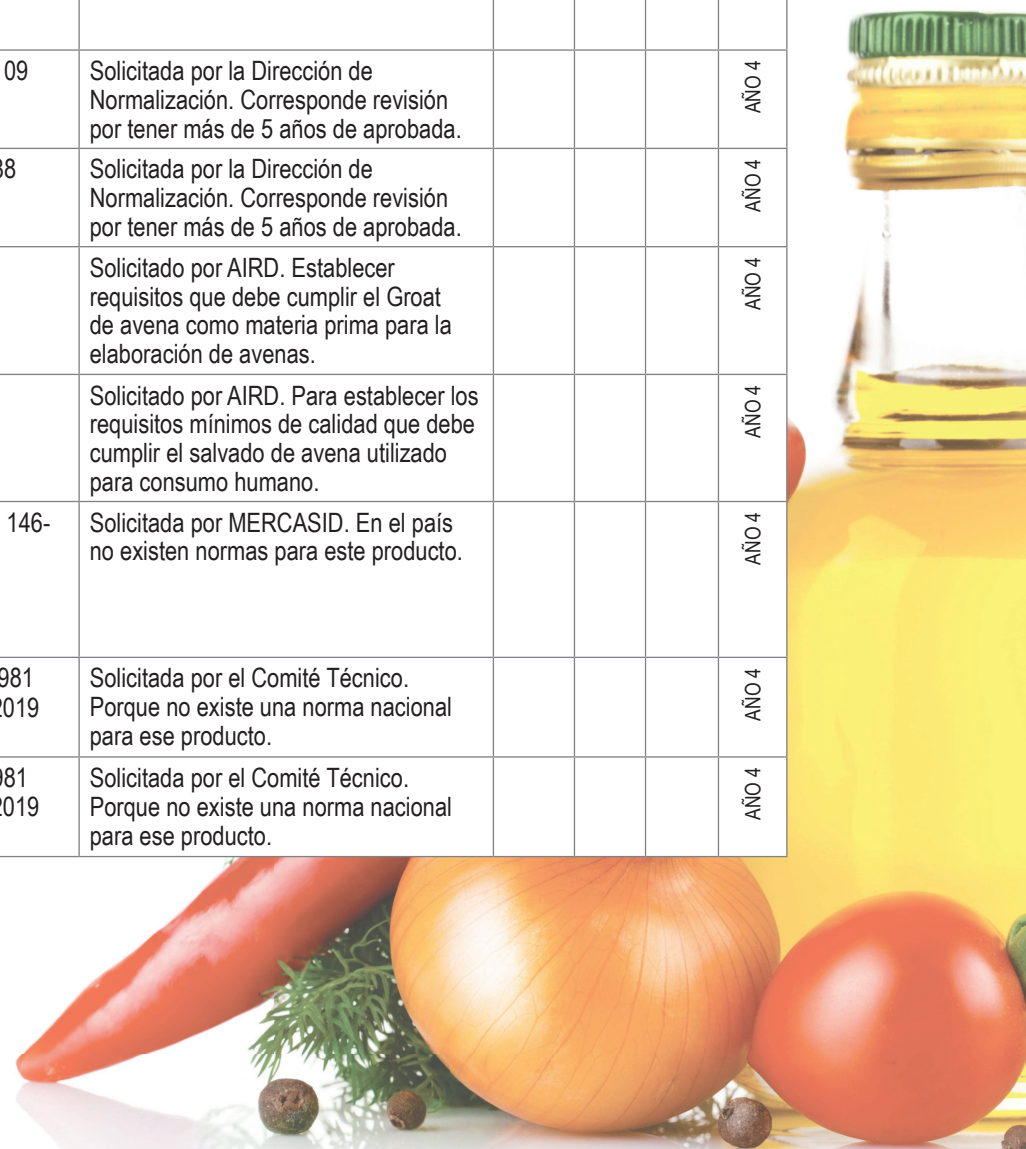 09
Solicitada por la Dirección de
Normalización. Corresponde revisión
por tener más de 5 años de aprobada.
AÑO 4
38
Solicitada por la Dirección de
Normalización. Corresponde revisión
por tener más de 5 años de aprobada.
AÑO 4
Solicitado por AIRD. Establecer
requisitos que debe cumplir el Groat
de avena como materia prima para la
elaboración de avenas.
AÑO 4
Solicitado por AIRD. Para establecer los
requisitos mínimos de calidad que debe
cumplir el salvado de avena utilizado
para consumo humano.
AÑO 4
146-
Solicitada por MERCASID. En el país
no existen normas para este producto.
AÑO 4
981
2019
Solicitada por el Comité Técnico.
Porque no existe una norma nacional
para ese producto.
AÑO 4
981
2019
Solicitada por el Comité Técnico.
Porque no existe una norma nacional
para ese producto.
AÑO 4